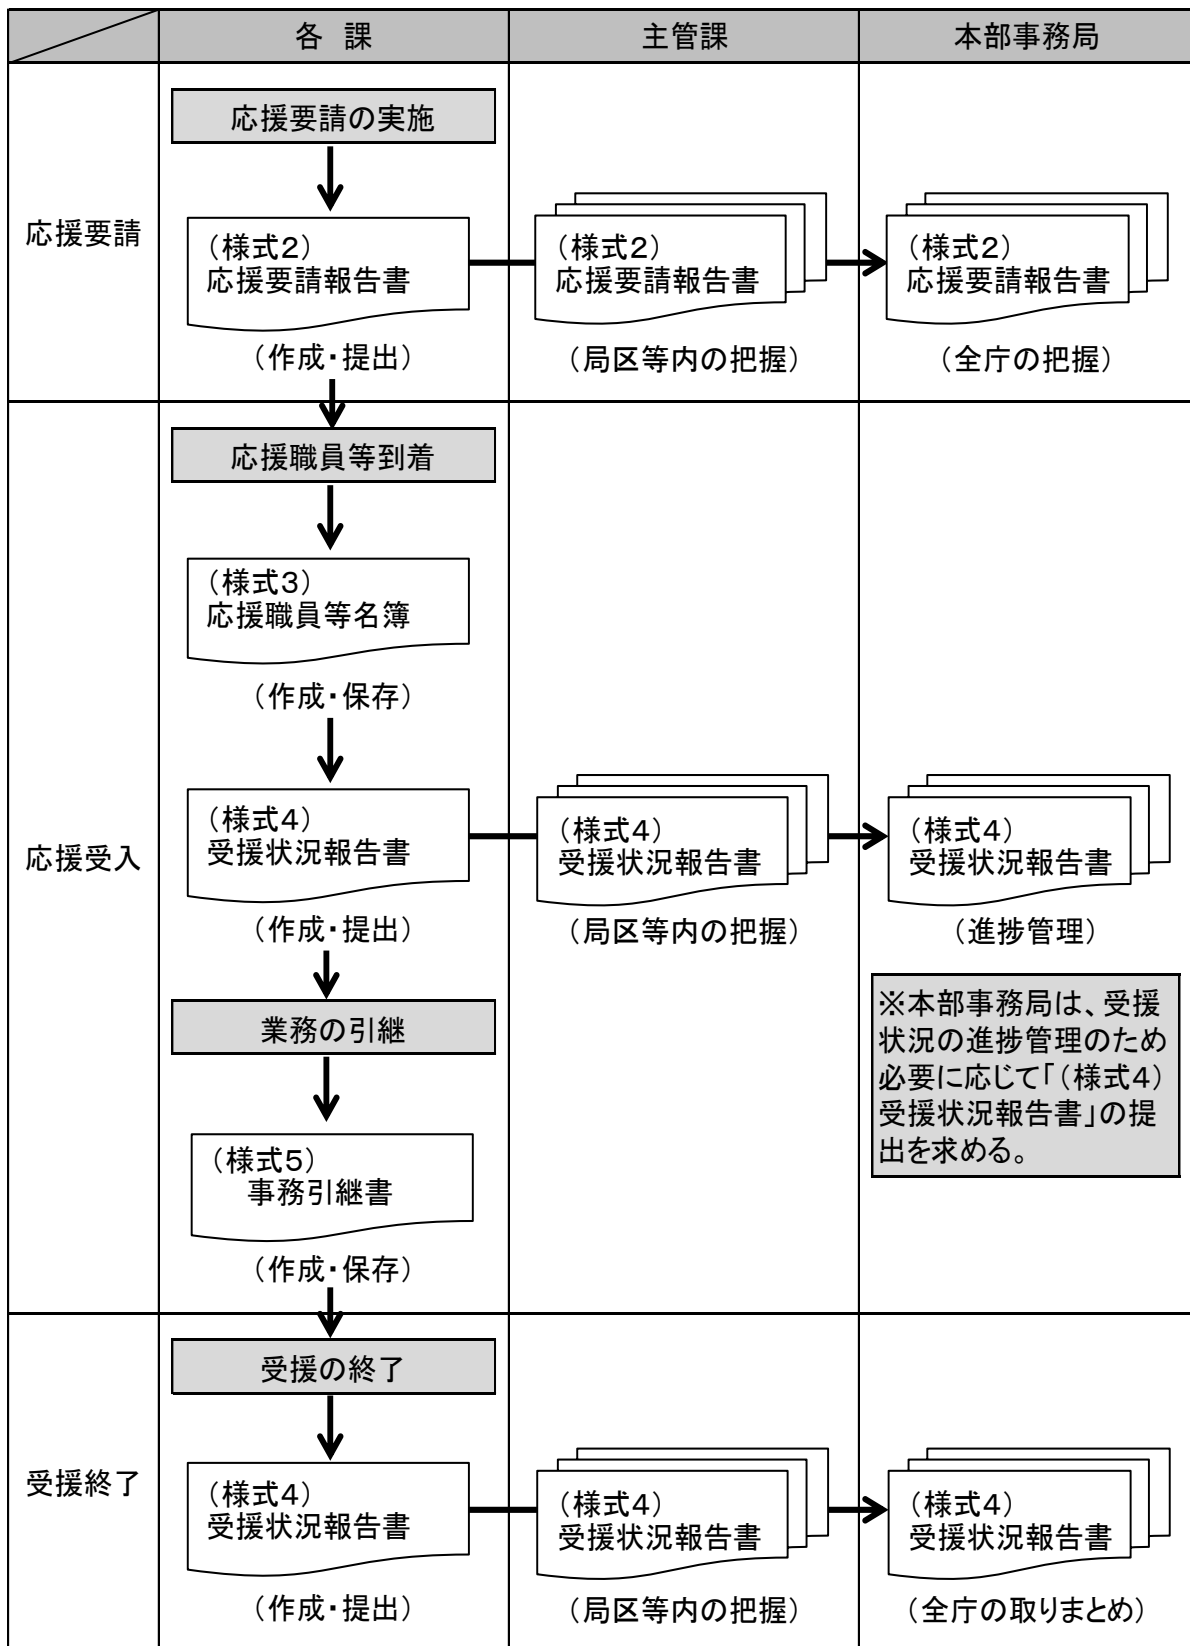 各 課
主管課
本部事務局
応援要請
応援要請の実施
(様式2)
応援要請報告書
(作成・提出)
(様式2)
応援要請報告書
(局区等内の把握)
(様式2)
応援要請報告書
(全庁の把握)
応援受入
応援職員等到着
(様式3)
応援職員等名簿
(作成・保存)
(様式4)
受援状況報告書
(作成・提出)
(様式4)
受援状況報告書
(局区等内の把握)
(様式4)
受援状況報告書
(進捗管理)
※本部事務局は、受援
状況の進捗管理のため
必要に応じて「(様式4)
受援状況報告書」の提
出を求める。
業務の引継
(様式5)
事務引継書
(作成・保存)
受援終了
受援の終了
(様式4)
受援状況報告書
(作成・提出)
(様式4)
受援状況報告書
(局区等内の把握)
(様式4)
受援状況報告書
(全庁の取りまとめ)